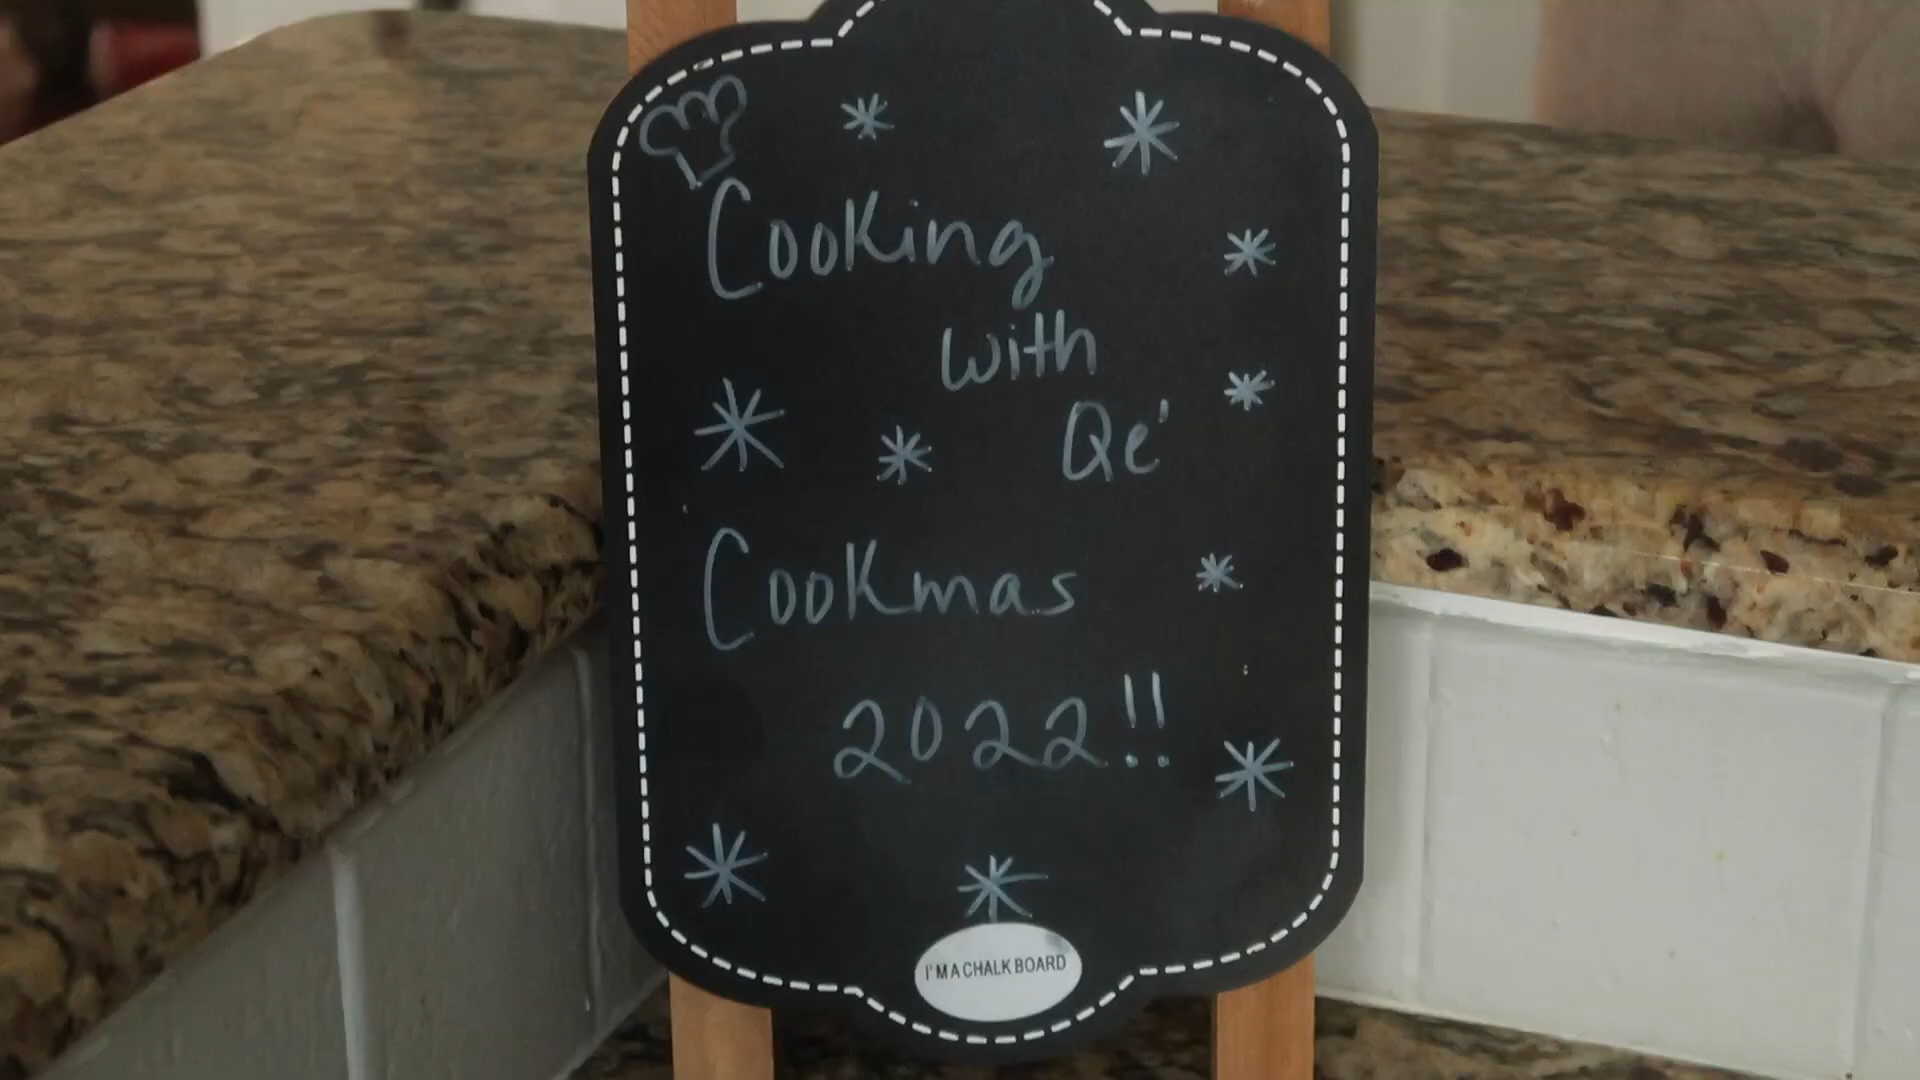 Cooking
with
Qe'
Cookmas
2022!!
I'M A CHALK BOARD